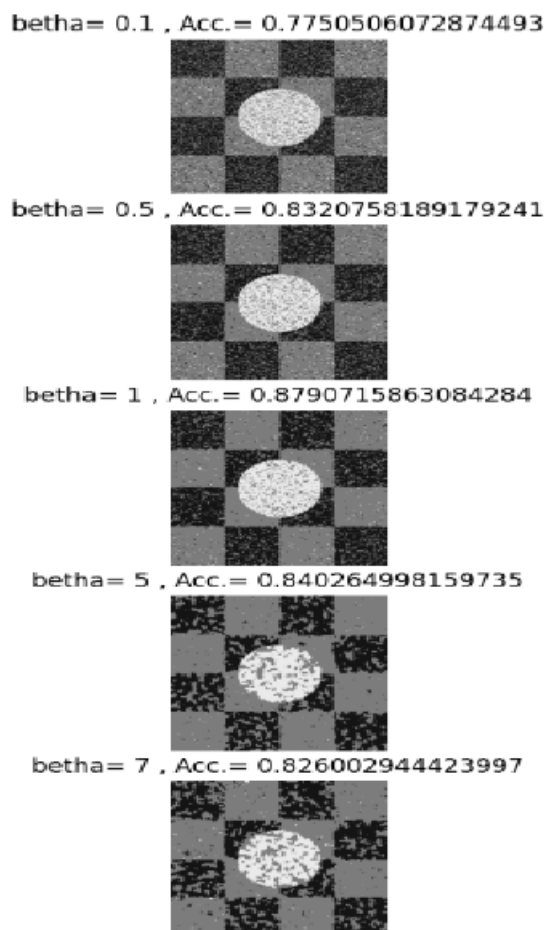 betha= 0.1 , Acc.= 0.7750506072874493
betha= 0.5 , Acc.= 0.8320758189179241
betha= 1 , Acc.= 0.8790715863084284
betha= 5 , Acc.= 0.840264998159735
betha= 7 , Acc.= 0.826002944423997